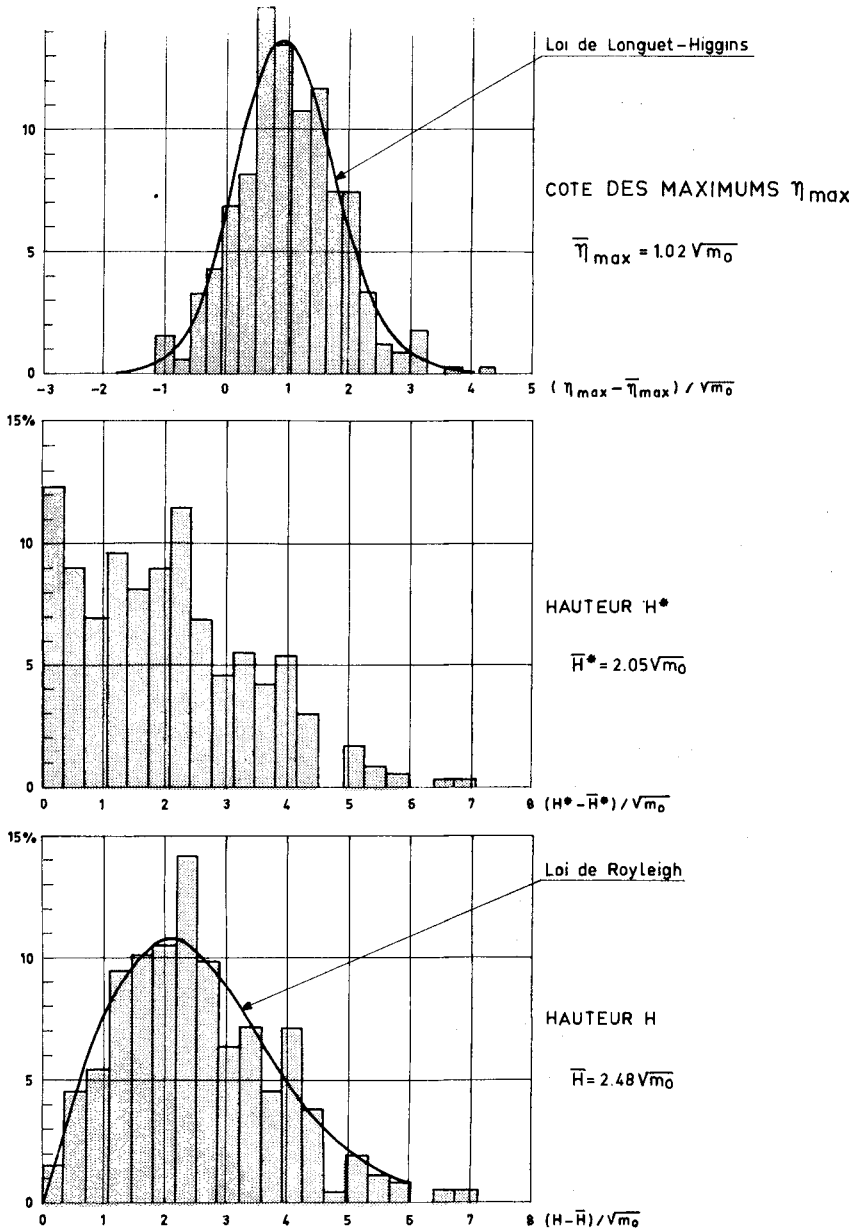 Loi de Longuet-Higgins
10
5
0
-3 -2 -1 0 1 2 3 4 5
COTE DES MAXIMUMS ηmax
η̅max = 1.02 √m₀
(ηmax - η̅max) / √m₀
15%
10
5
0
0 1 2 3 4 5 6 7 8
HAUTEUR H*
H̅* = 2.05 √m₀
(H* - H̅*) / √m₀
15%
10
5
0
0 1 2 3 4 5 6 7 8
Loi de Royleigh
HAUTEUR H
H̅ = 2.48 √m₀
(H - H̅) / √m₀